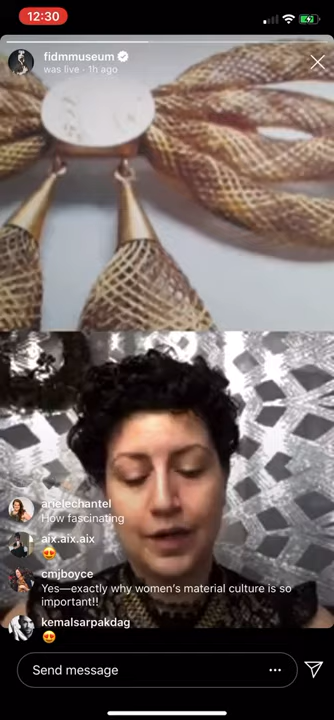 12:30
fidmmuseum
was live · 1h ago
arielechantel
How fascinating
aix.aix.aix
😍
cmjboyce
Yes—exactly why women's material culture is so
important!!
kemalsarpakdag
😍
Send message